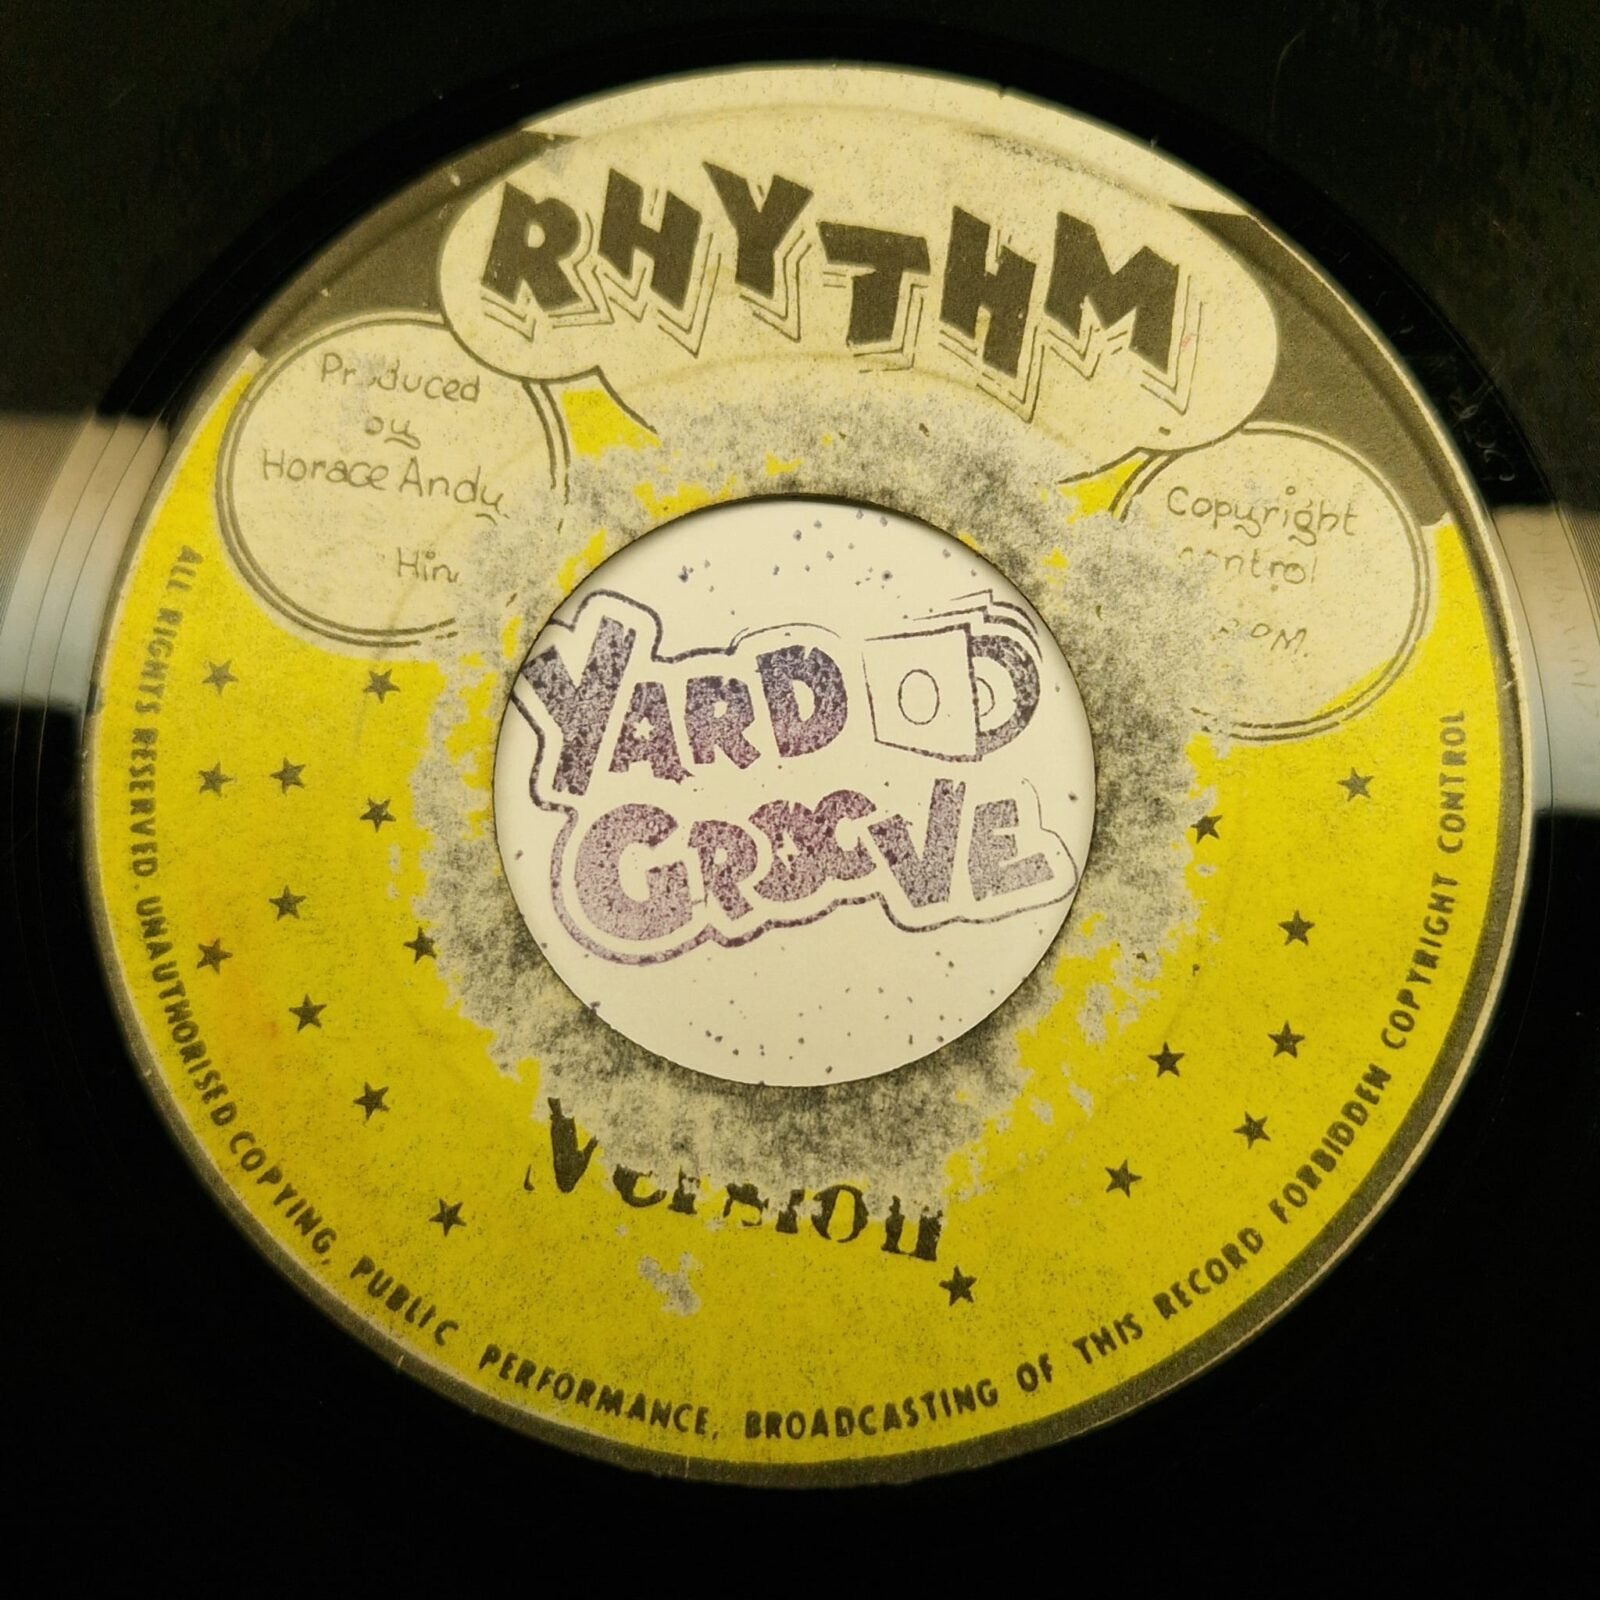 RHYTHM
Produced
by
Horace Andy
Copyright
control
YARD
GROOVE
Version
ALL RIGHTS RESERVED. UNAUTHORISED COPYING, PUBLIC PERFORMANCE, BROADCASTING OF THIS RECORD FORBIDDEN COPYRIGHT CONTROL